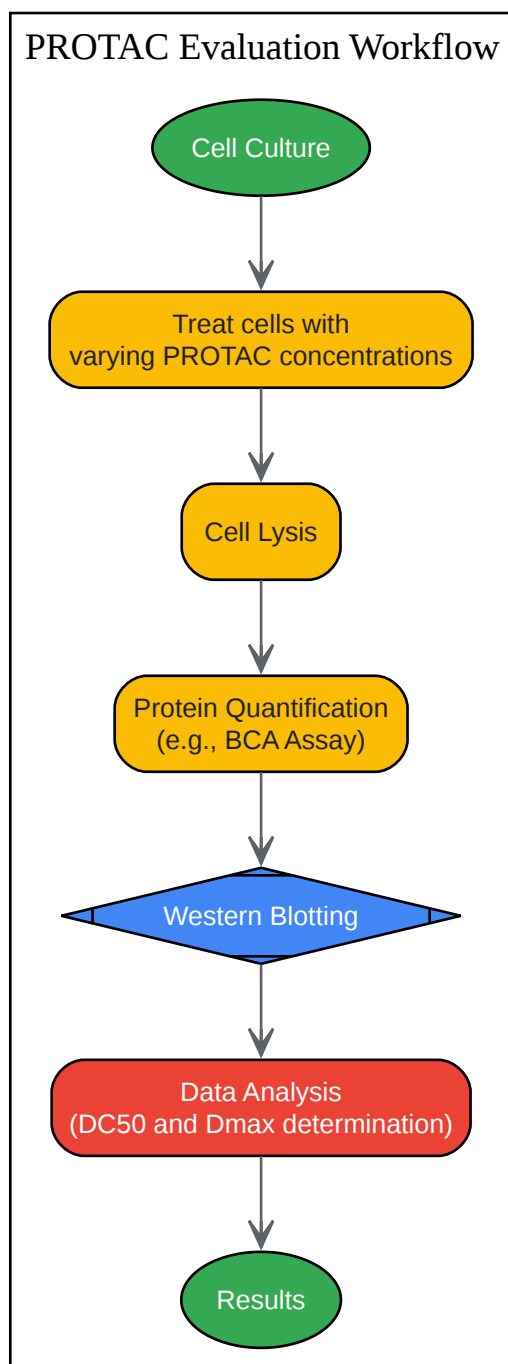 PROTAC Evaluation Workflow
Cell Culture
Treat cells with
varying PROTAC concentrations
Cell Lysis
Protein Quantification
(e.g., BCA Assay)
Western Blotting
Data Analysis
(DC50 and Dmax determination)
Results